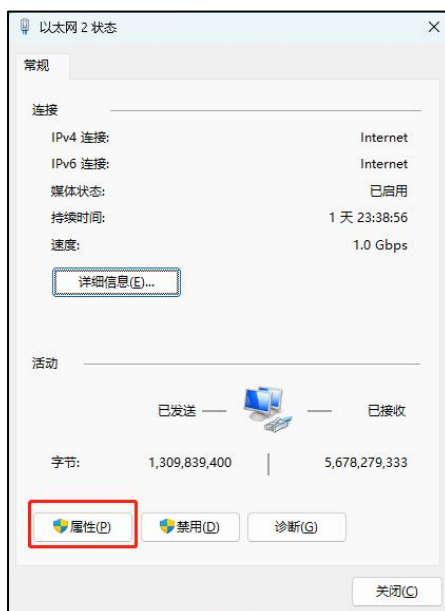 以太网 2 状态
常规
连接
IPv4 连接: Internet
IPv6 连接: Internet
媒体状态: 已启用
持续时间: 1 天 23:38:56
速度: 1.0 Gbps
详细信息(E)...
活动
已发送 — — 已接收
字节: 1,309,839,400 | 5,678,279,333
属性(P) 禁用(D) 诊断(G)
关闭(C)